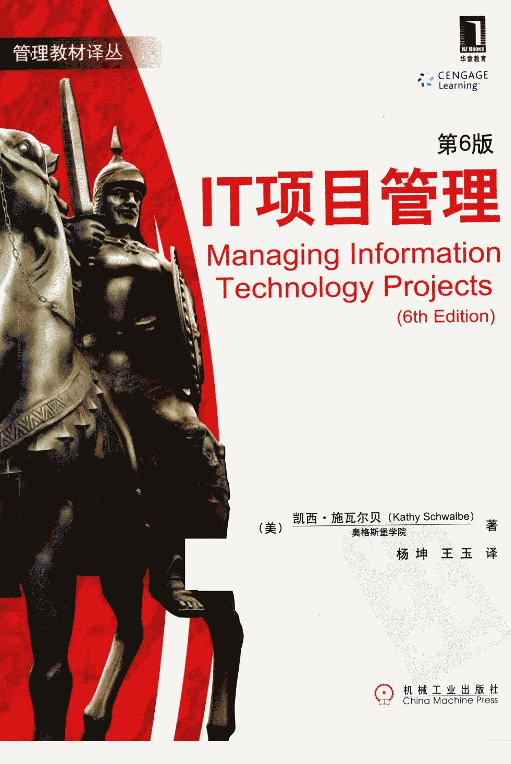 管理教材译丛
HZ Books
华章教育
CENGAGE
Learning™
第6版
IT项目管理
Managing Information
Technology Projects
(6th Edition)
(美) 凯西·施瓦尔贝 (Kathy Schwalbe) 著
奥格斯堡学院
杨坤 王玉 译
机械工业出版社
China Machine Press